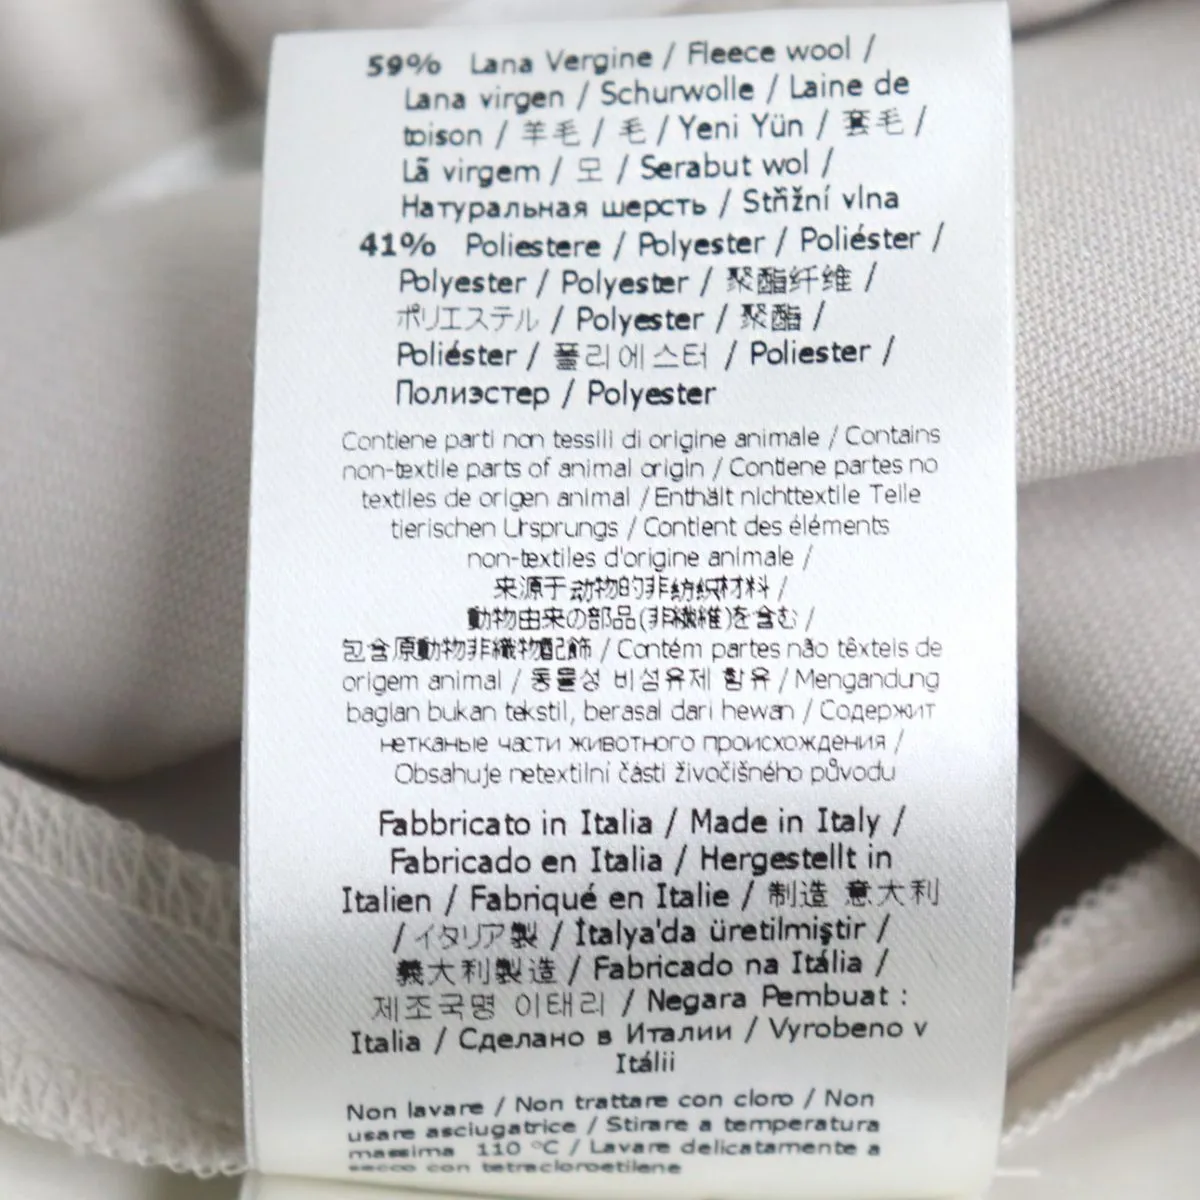 59% Lana Vergine / Fleece wool /
Lana virgen / Schurwolle / Laine de
toison / 羊毛 / 毛 / Yeni Yün / 套毛 /
Lã virgem / 모 / Serabut wol /
Натуральная шерсть / Střížní vlna
41% Poliestere / Polyester / Poliéster /
Polyester / Polyester / 聚酯纤维 /
ポリエステル / Polyester / 聚酯 /
Poliéster / 폴리에스터 / Poliester /
Полиэстер / Polyester
Contiene parti non tessili di origine animale / Contains
non-textile parts of animal origin / Contiene partes no
textiles de origen animal / Enthält nichttextile Teile
tierischen Ursprungs / Contient des éléments
non-textiles d'origine animale /
来源于动物的非纺织材料 /
動物由来の部品(非繊維)を含む /
包含原動物非織物配飾 / Contém partes não têxteis de
origem animal / 동물성 비섬유제 함유 / Mengandung
bagian bukan tekstil, berasal dari hewan / Содержит
нетканые части животного происхождения /
Obsahuje netextilní části živočišného původu
Fabbricato in Italia / Made in Italy /
Fabricado en Italia / Hergestellt in
Italien / Fabriqué en Italie / 制造 意大利
/ イタリア製 / İtalya'da üretilmiştir /
義大利製造 / Fabricado na Itália /
제조국명 이태리 / Negara Pembuat :
Italia / Сделано в Италии / Vyrobeno v
Itálii
Non lavare / Non trattare con cloro / Non
usare asciugatrice / Stirare a temperatura
massima 110 °C / Lavare delicatamente a
secco con tetracloroetilene